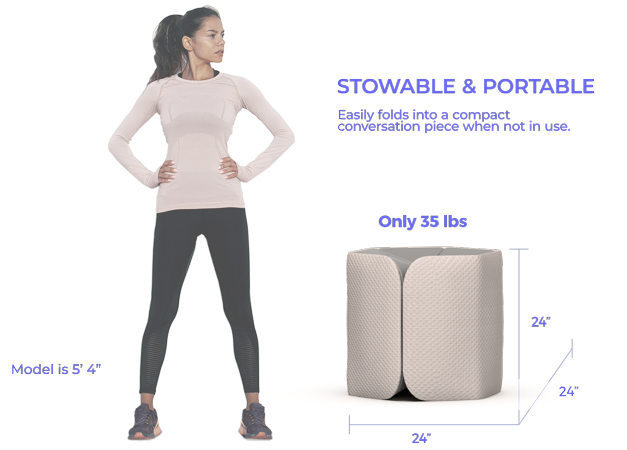 STOWABLE & PORTABLE
Easily folds into a compact
conversation piece when not in use.
Only 35 lbs
24”
Model is 5’ 4”
24”
24”